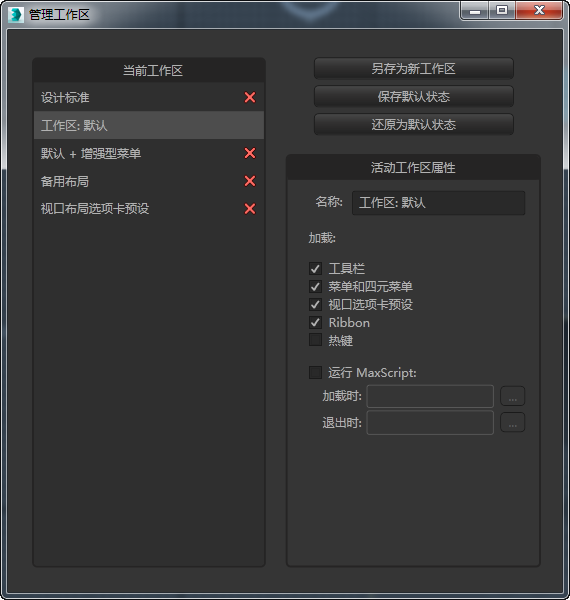 管理工作区
当前工作区
设计标准
工作区: 默认
默认 + 增强型菜单
备用布局
视口布局选项卡预设
另存为新工作区
保存默认状态
还原为默认状态
活动工作区属性
名称: 工作区: 默认
加载:
工具栏
菜单和四元菜单
视口选项卡预设
Ribbon
热键
运行 MaxScript:
加载时: ...
退出时: ...